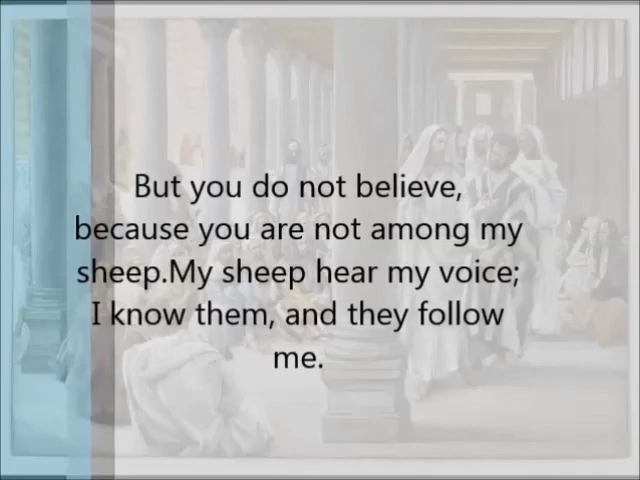 But you do not believe,
because you are not among my
sheep.My sheep hear my voice;
I know them, and they follow
me.